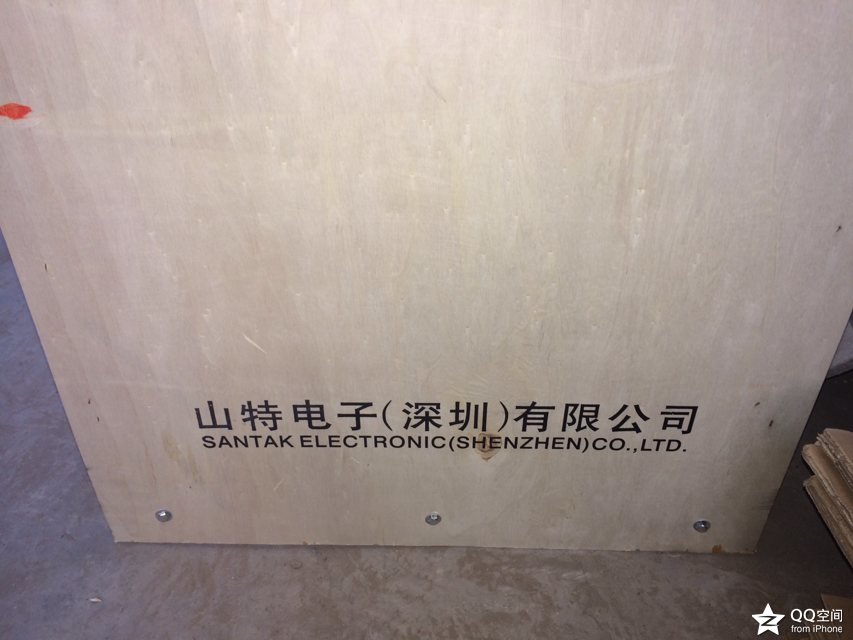 山特电子(深圳)有限公司
SANTAK ELECTRONIC(SHENZHEN)CO.,LTD.
QQ空间
from iPhone